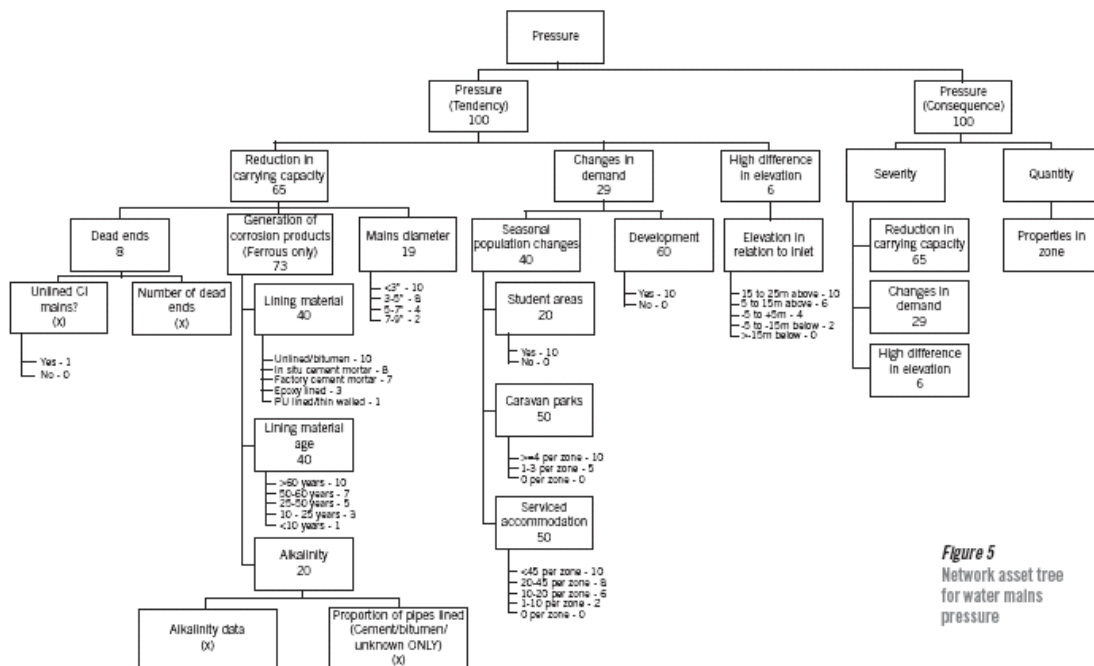 Pressure
Pressure
(Tendency)
100
Pressure
(Consequence)
100
Reduction in
carrying capacity
65
Changes in
demand
29
High difference
in elevation
6
Severity
Quantity
Dead ends
8
Generation of
corrosion products
(Ferrous only)
73
Mains diameter
19
Seasonal
population changes
40
Development
60
Elevation in
relation to inlet
Reduction in
carrying capacity
65
Properties in
zone
Unlined CI
mains?
(x)
Number of dead
ends
(x)
Lining material
40
<3" - 10
3-5" - 8
5-7" - 4
7-9" - 2
Student areas
20
Yes - 10
No - 0
15 to 25m above - 10
5 to 15m above - 6
-5 to +5m - 4
-5 to -15m below - 2
>-15m below - 0
Changes in
demand
29
Yes - 1
No - 0
Unlined/bitumen - 10
In situ cement mortar - 8
Factory cement mortar - 7
Epoxy lined - 3
PU lined/thin walled - 1
Yes - 10
No - 0
High difference
in elevation
6
Caravan parks
50
Lining material
age
40
>=4 per zone - 10
1-3 per zone - 5
0 per zone - 0
>60 years - 10
50-60 years - 7
25-50 years - 5
10 - 25 years - 3
<10 years - 1
Serviced
accommodation
50
Alkalinity
20
<45 per zone - 10
20-45 per zone - 8
10-20 per zone - 6
1-10 per zone - 2
0 per zone - 0
Alkalinity data
(x)
Proportion of pipes lined
(Cement/bitumen/
unknown ONLY)
(x)
Figure 5
Network asset tree
for water mains
pressure